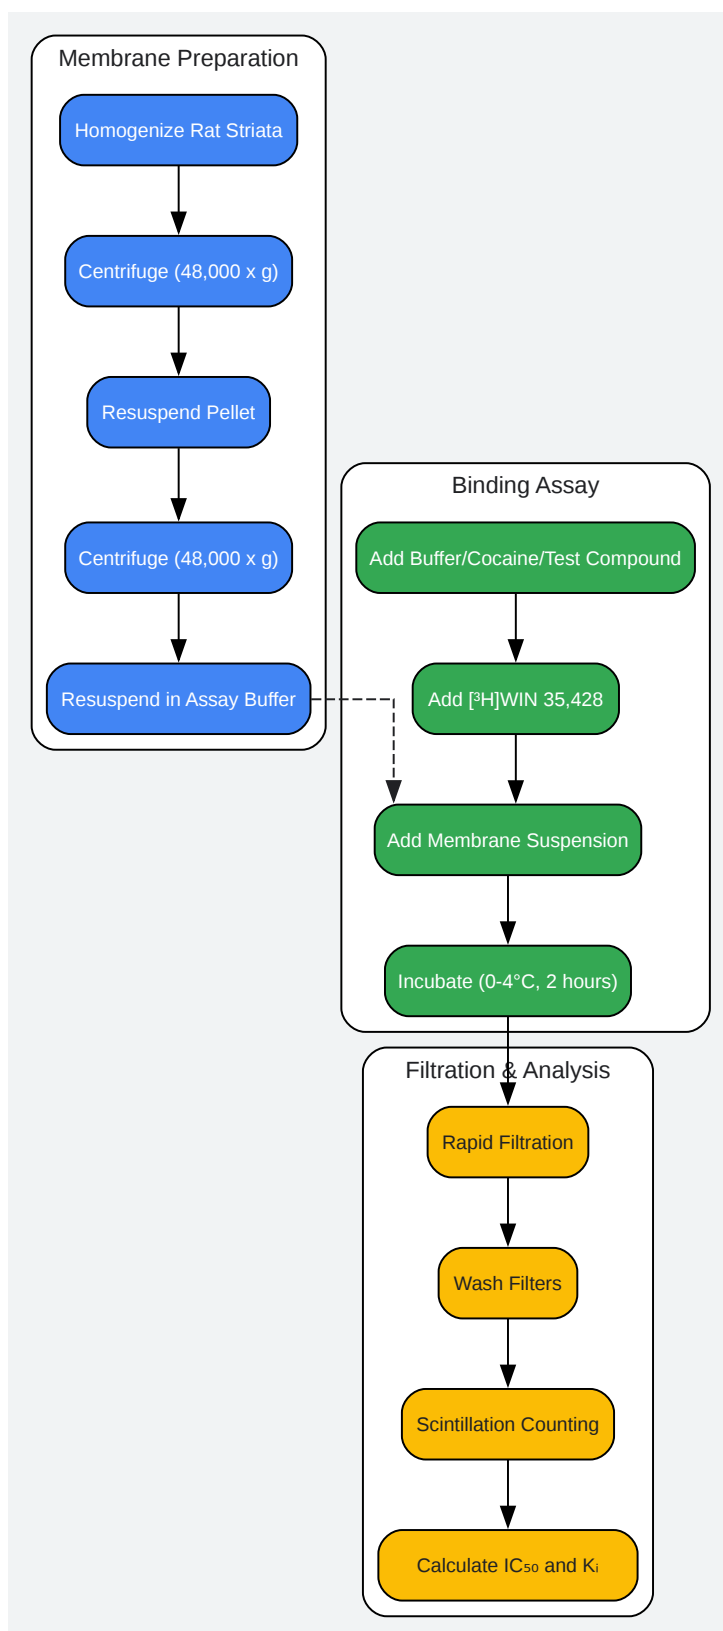 Membrane Preparation
Homogenize Rat Striata
Centrifuge (48,000 x g)
Resuspend Pellet
Centrifuge (48,000 x g)
Resuspend in Assay Buffer
Binding Assay
Add Buffer/Cocaine/Test Compound
Add [³H]WIN 35,428
Add Membrane Suspension
Incubate (0-4°C, 2 hours)
Filtration & Analysis
Rapid Filtration
Wash Filters
Scintillation Counting
Calculate IC₅₀ and Kᵢ